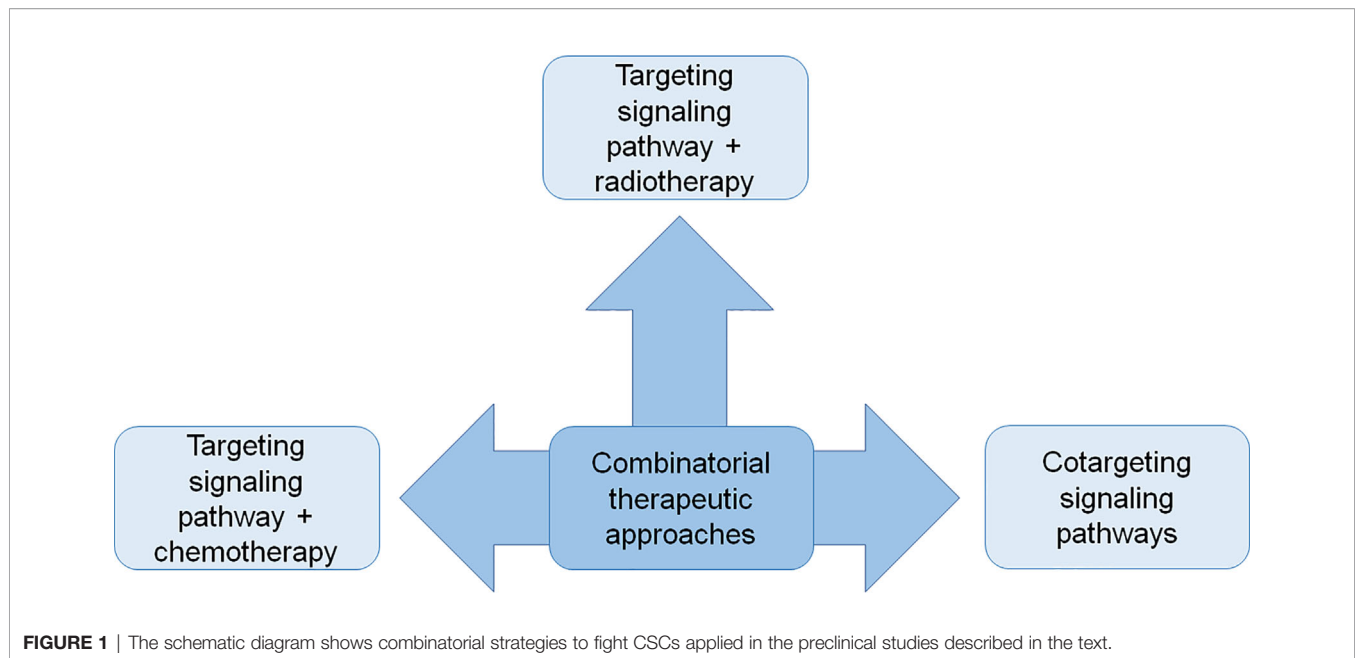 Targeting
signaling
pathway +
radiotherapy
Targeting
signaling
pathway +
chemotherapy
Combinatorial
therapeutic
approaches
Cotargeting
signaling
pathways
FIGURE 1 | The schematic diagram shows combinatorial strategies to fight CSCs applied in the preclinical studies described in the text.